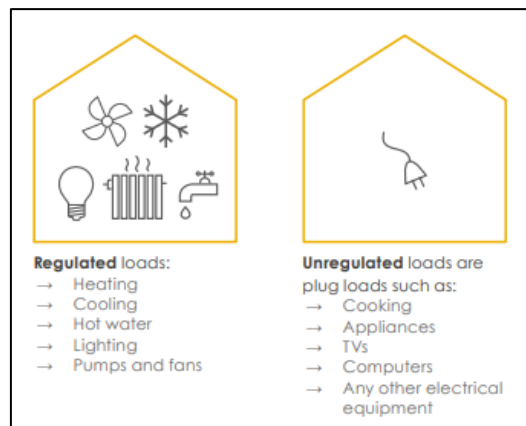 Regulated loads:
→ Heating
→ Cooling
→ Hot water
→ Lighting
→ Pumps and fans
Unregulated loads are
plug loads such as:
→ Cooking
→ Appliances
→ TVs
→ Computers
→ Any other electrical
equipment